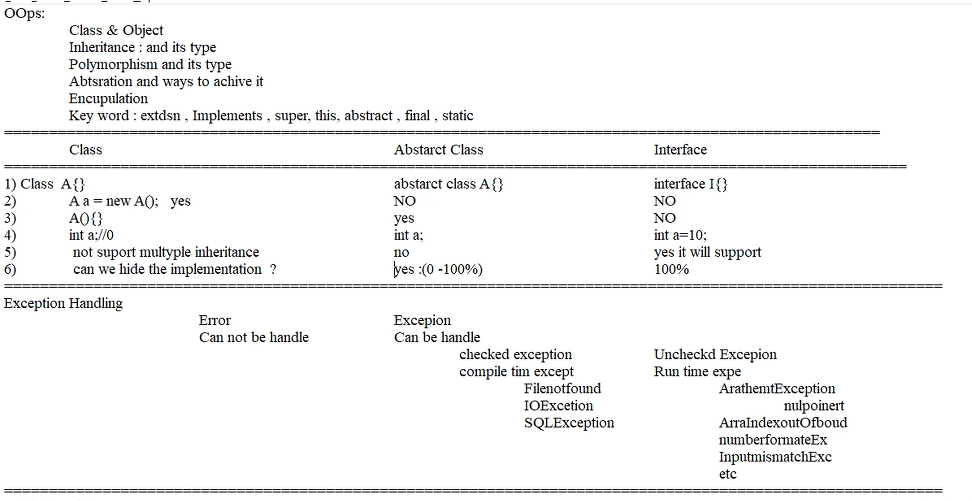 OOps:
Class & Object
Inheritance : and its type
Polymorphism and its type
Abtsration and ways to achive it
Encupulation
Key word : extdsn , Implements , super, this, abstract , final , static
Class Abstarct Class Interface
1) Class A{} abstarct class A{} interface I{}
2) A a = new A(); yes NO NO
3) A(){} yes NO
4) int a;//0 int a; int a=10;
5) not suport multyple inheritance no yes it will support
6) can we hide the implementation ? yes :(0 -100%) 100%
Exception Handling
Error Excepion
Can not be handle Can be handle
checked exception Uncheckd Excepion
compile tim except Run time expe
Filenotfound ArathemtException
IOExcetion nulpoinert
SQLException ArraIndexoutOfboud
numberformateEx
InputmismatchExc
etc